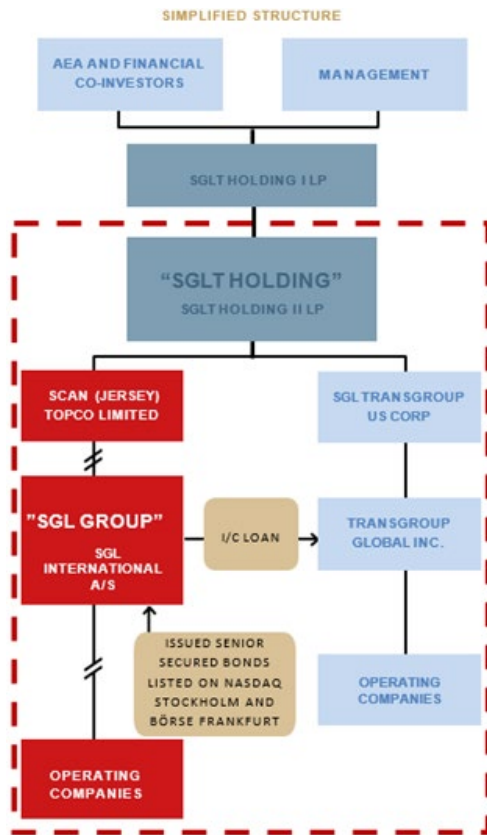 SIMPLIFIED STRUCTURE
AEA AND FINANCIAL
CO-INVESTORS
MANAGEMENT
SGLT HOLDING I LP
”SGLT HOLDING”
SGLT HOLDING II LP
SCAN (JERSEY)
TOPCO LIMITED
SGL TRANSGROUP
US CORP
”SGL GROUP”
SGL
INTERNATIONAL
A/S
I/C LOAN
TRANSGROUP
GLOBAL INC.
ISSUED SENIOR
SECURED BONDS
LISTED ON NASDAQ
STOCKHOLM AND
BÖRSE FRANKFURT
OPERATING
COMPANIES
OPERATING
COMPANIES